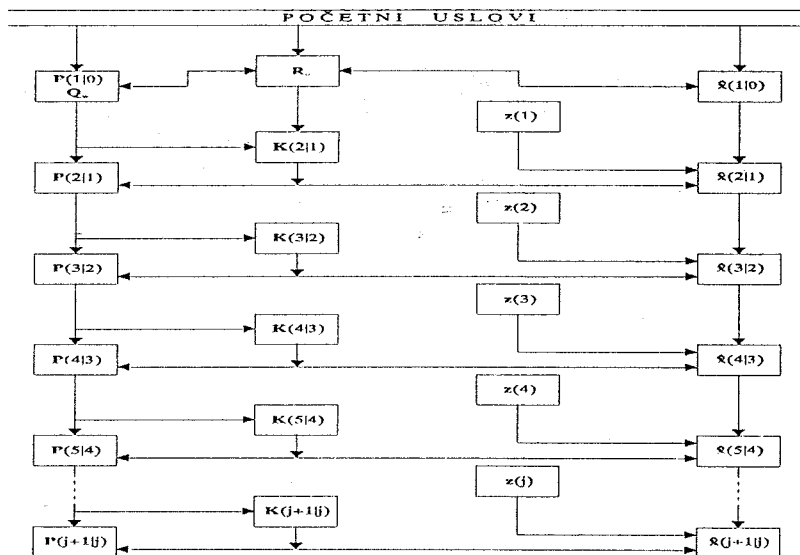 POČETNI USLOVI
P(1|0)
Q
R
x̂(1|0)
z(1)
K(2|1)
P(2|1)
x̂(2|1)
z(2)
K(3|2)
P(3|2)
x̂(3|2)
z(3)
K(4|3)
P(4|3)
x̂(4|3)
z(4)
K(5|4)
P(5|4)
x̂(5|4)
z(j)
K(j+1|j)
P(j+1|j)
x̂(j+1|j)